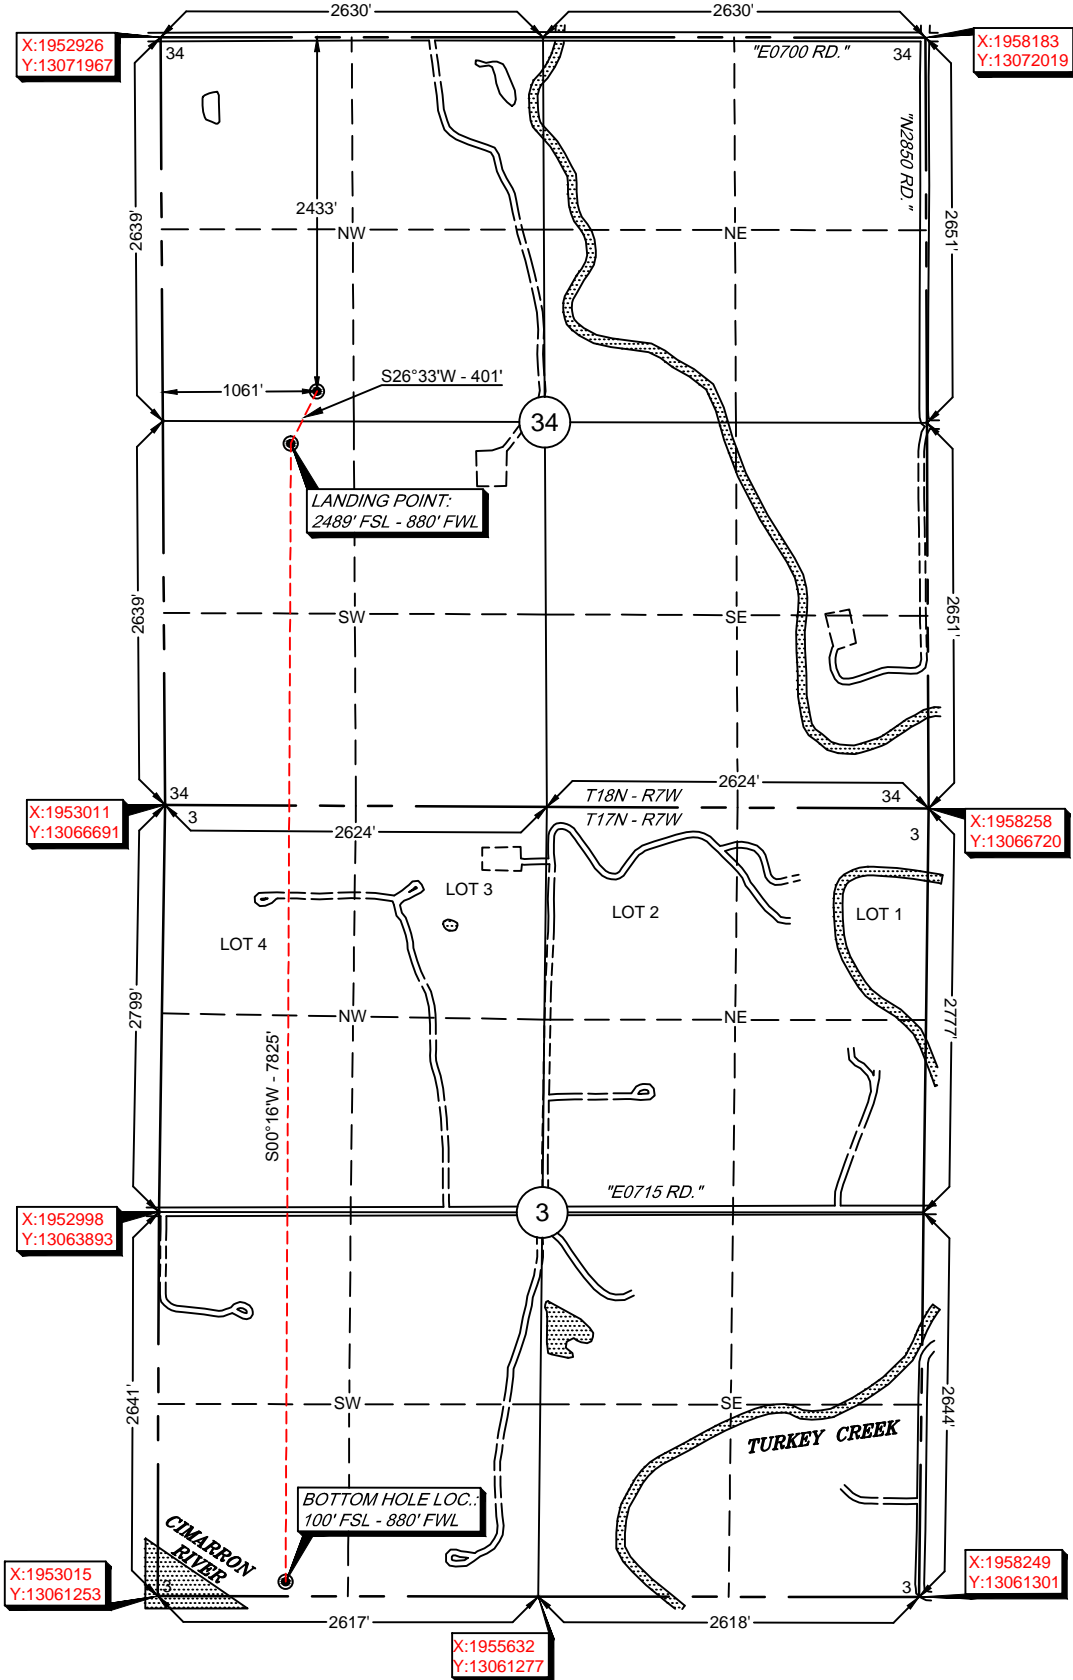 2630'
2630'
X:1952926
Y:13071967
X:1958183
Y:13072019
34
"E0700 RD."
34
"N2850 RD."
2433'
2639'
NW
NE
2651'
1061'
S26°33'W - 401'
34
LANDING POINT:
2489' FSL - 880' FWL
2639'
SW
SE
2651'
34
T18N - R7W
2624'
34
X:1953011
Y:13066691
3
2624'
T17N - R7W
3
X:1958258
Y:13066720
LOT 3
LOT 2
LOT 1
LOT 4
2799'
NW
NE
2777'
S00°16'W - 7825'
"E0715 RD."
3
X:1952998
Y:13063893
2641'
SW
SE
2644'
TURKEY CREEK
BOTTOM HOLE LOC.:
100' FSL - 880' FWL
CIMARRON
RIVER
X:1953015
Y:13061253
3
3
X:1958249
Y:13061301
2617'
2618'
X:1955632
Y:13061277